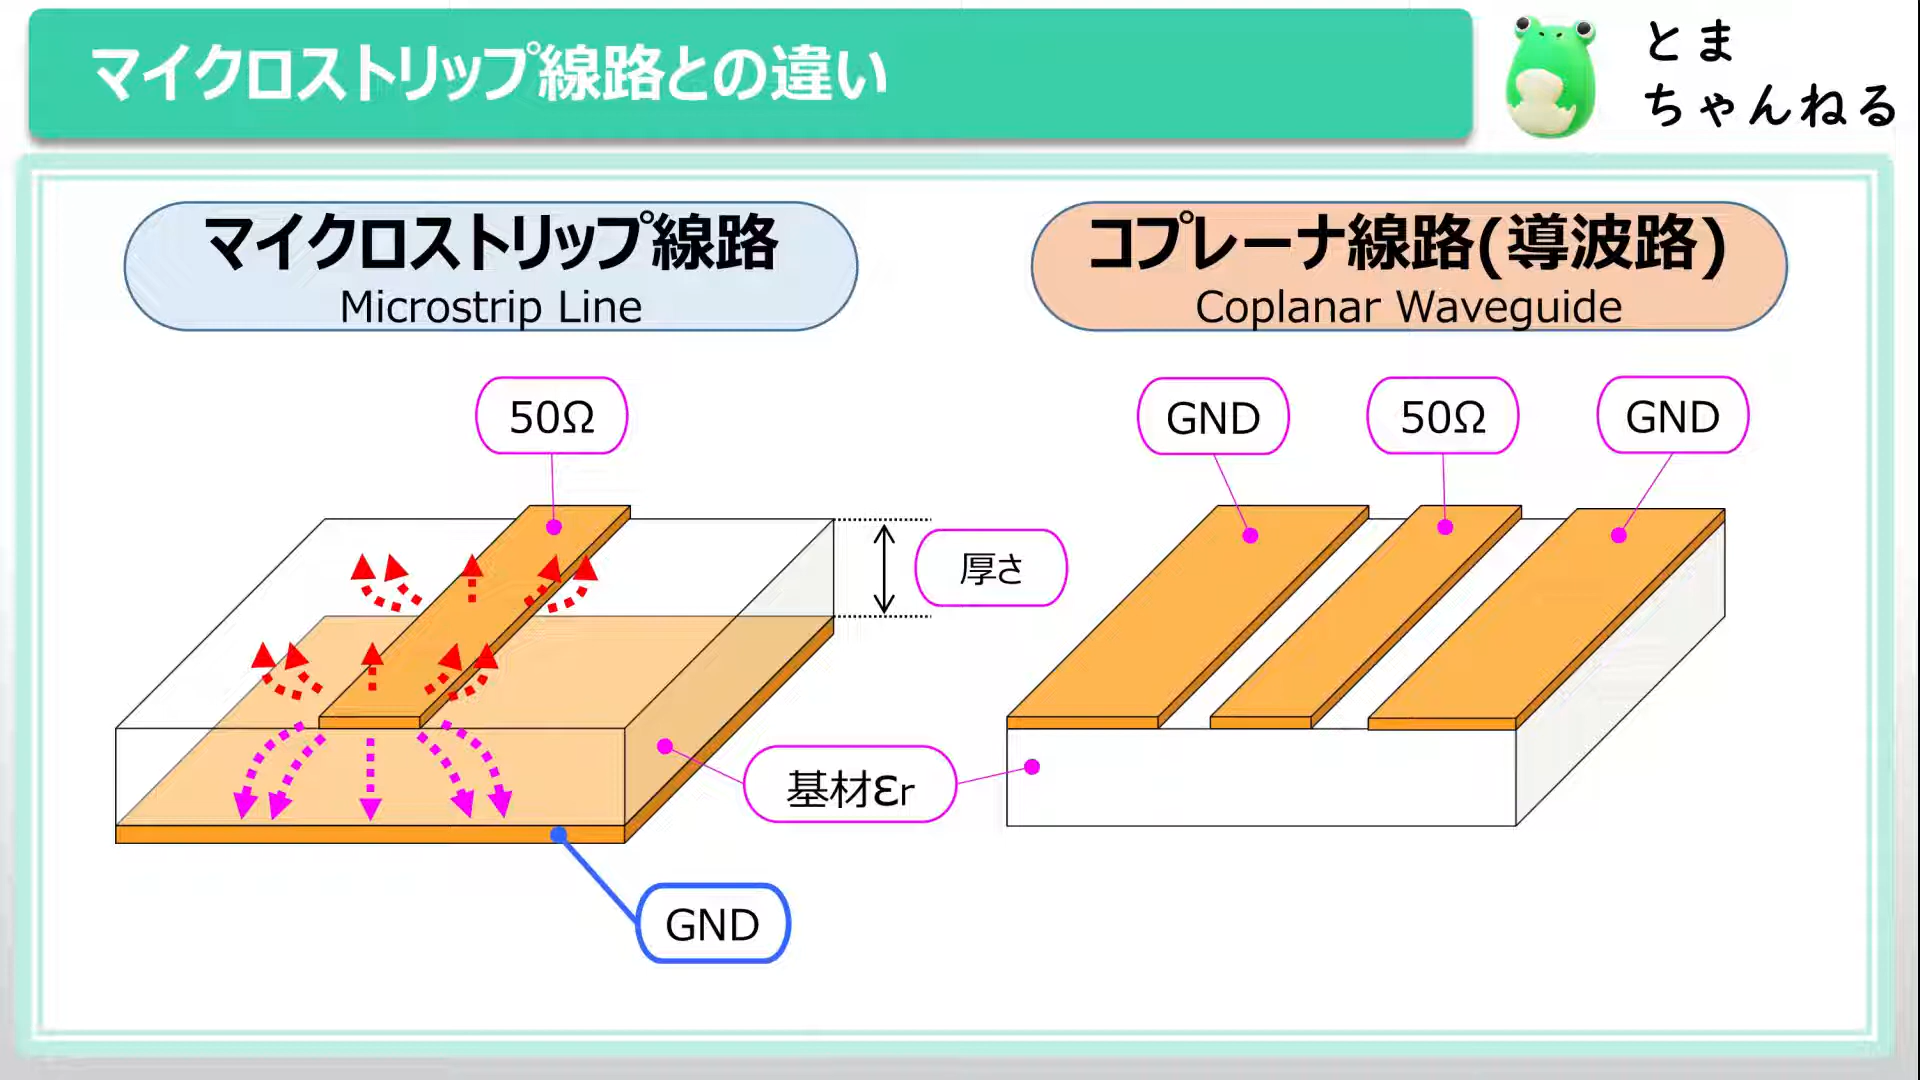 マイクロストリップ線路との違い
とま
ちゃんねる
マイクロストリップ線路
Microstrip Line
コプレーナ線路(導波路)
Coplanar Waveguide
50Ω
GND
50Ω
GND
厚さ
基材εr
GND